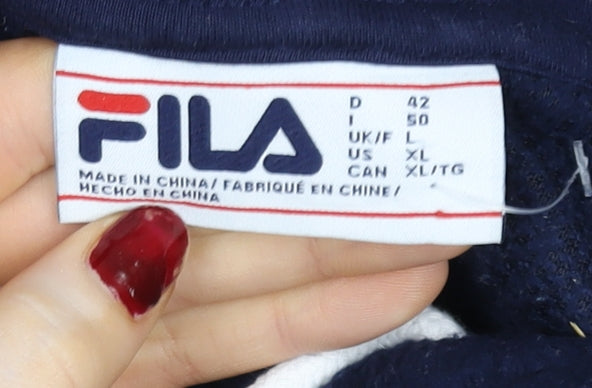 FILA
D 42
I 50
UK/F L
US XL
CAN XL/TG
MADE IN CHINA/ FABRIQUÉ EN CHINE/
HECHO EN CHINA